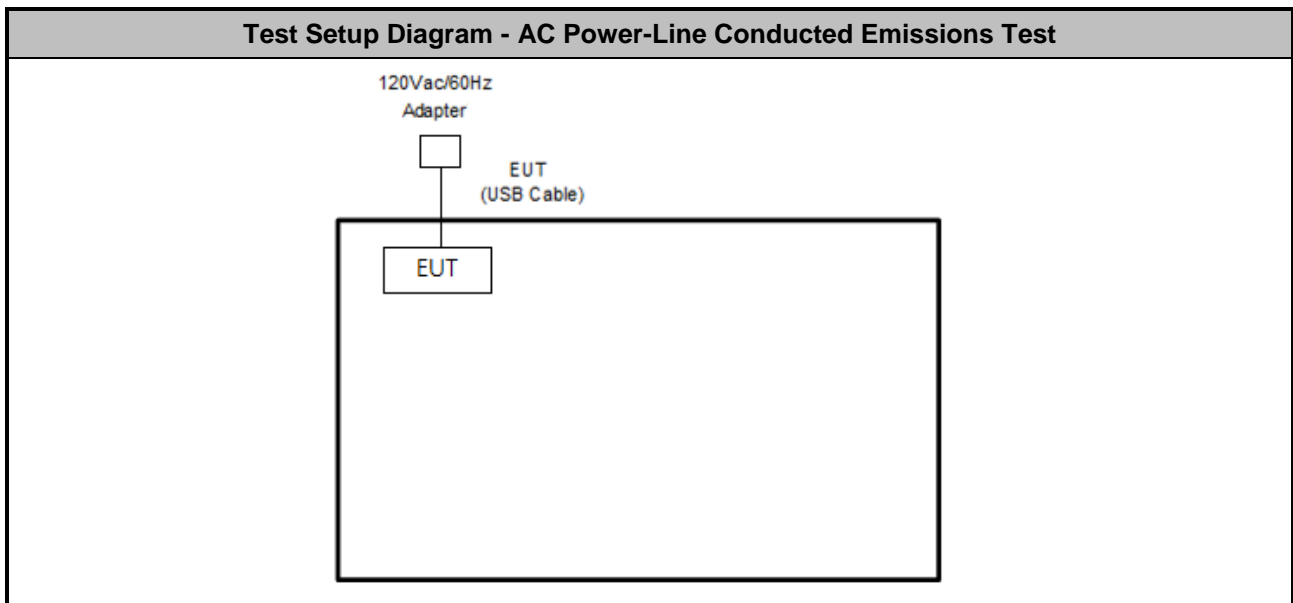 Test Setup Diagram - AC Power-Line Conducted Emissions Test
120Vac/60Hz
Adapter
EUT
(USB Cable)
EUT